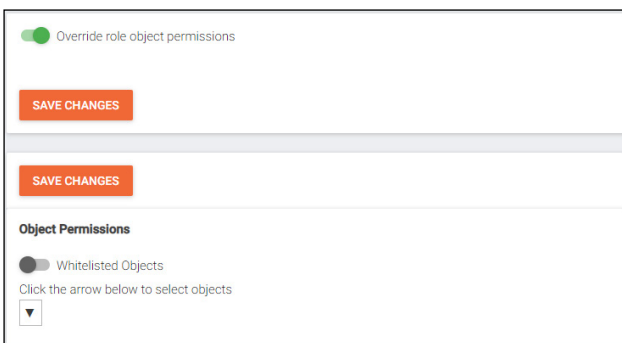 Override role object permissions
SAVE CHANGES
SAVE CHANGES
Object Permissions
Whitelisted Objects
Click the arrow below to select objects